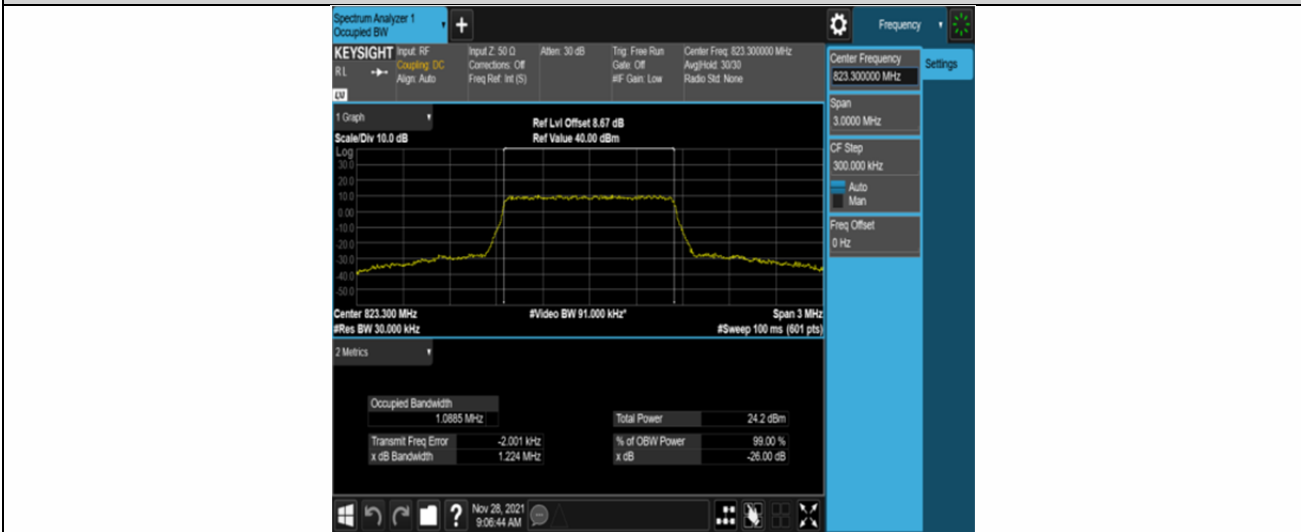 Spectrum Analyzer 1
Occupied BW
+
Frequency
KEYSIGHT
R L
Input: RF
Coupling: DC
Align: Auto
Input Z: 50 Ω
Corrections: Off
Freq Ref: Int (S)
Atten: 30 dB
Trig: Free Run
Gate: Off
#IF Gain: Low
Center Freq: 823.300000 MHz
Avg|Hold: 30/30
Radio Std: None
LXI
Center Frequency
823.300000 MHz
Settings
Span
3.0000 MHz
CF Step
300.000 kHz
Auto
Man
Freq Offset
0 Hz
1 Graph
Scale/Div 10.0 dB
Ref Lvl Offset 8.67 dB
Ref Value 40.00 dBm
Log
30.0
20.0
10.0
0.00
-10.0
-20.0
-30.0
-40.0
-50.0
Center 823.300 MHz
#Video BW 91.000 kHz*
Span 3 MHz
#Res BW 30.000 kHz
#Sweep 100 ms (601 pts)
2 Metrics
Occupied Bandwidth
1.0885 MHz
Total Power 24.2 dBm
Transmit Freq Error -2.001 kHz
% of OBW Power 99.00 %
x dB Bandwidth 1.224 MHz
x dB -26.00 dB
?
Nov 28, 2021
9:06:44 AM